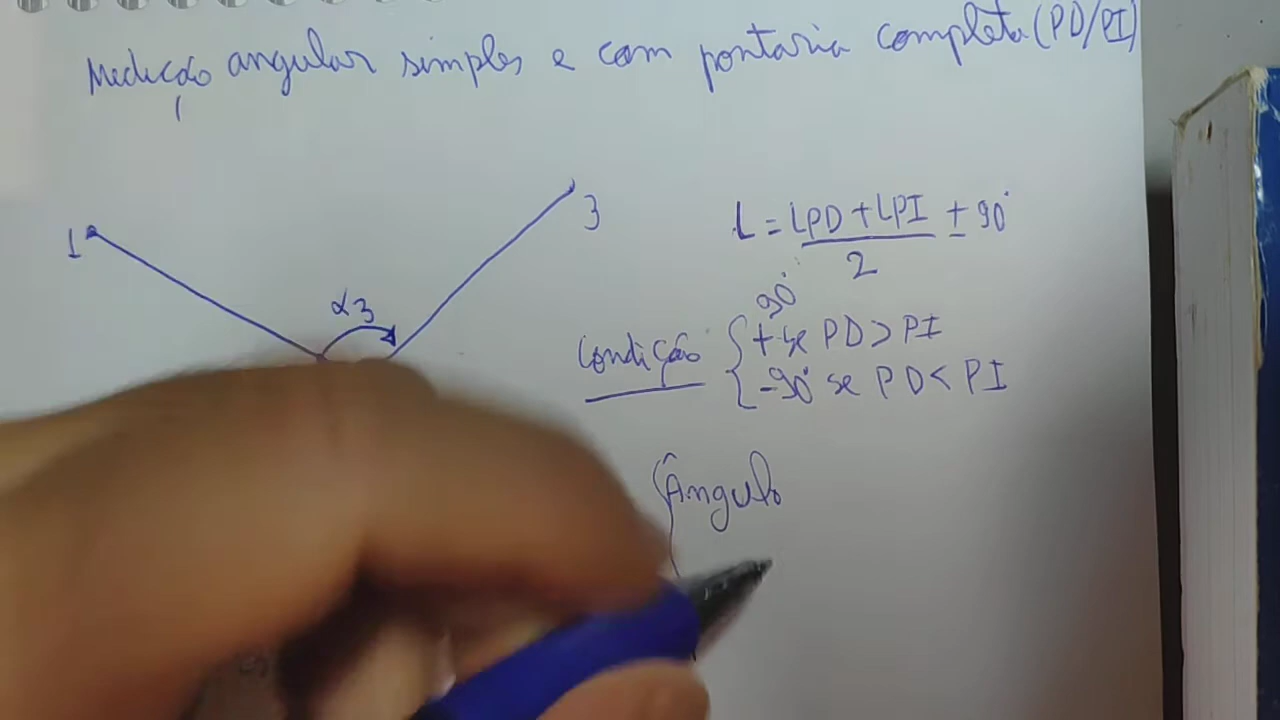 Medição angular simples e com pontaria completa (PD/PI)
1
3
α3
L = LPD + LPI ± 90°
2
Condição
+90° se PD > PI
-90° se PD < PI
Ângulo